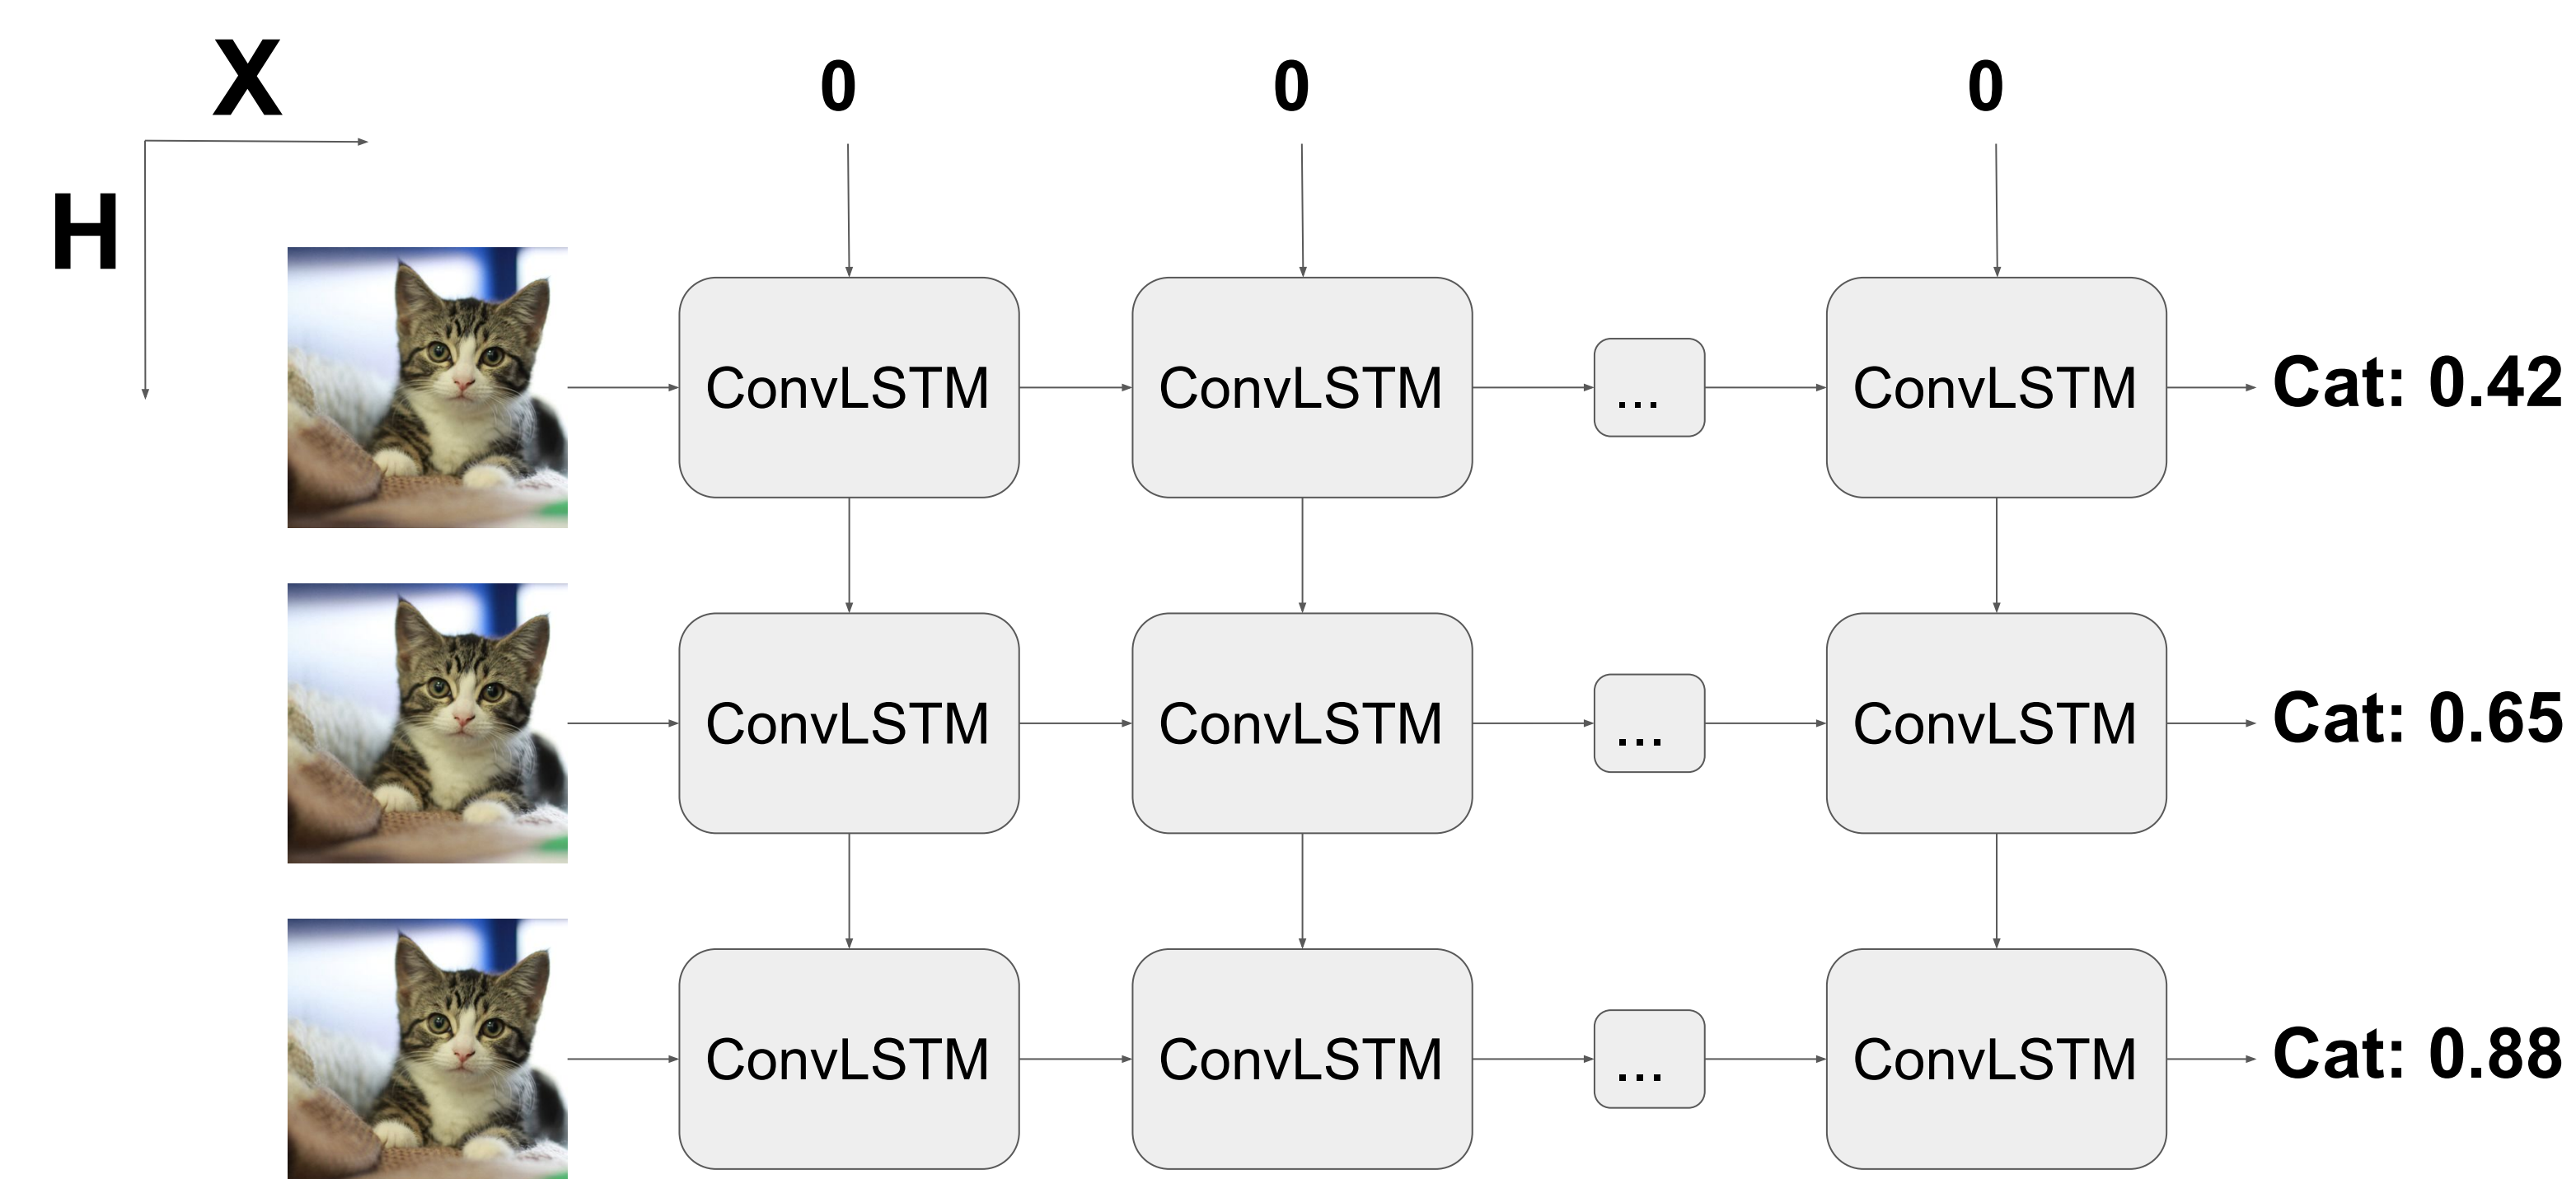 X
0 0 0
H
ConvLSTM ConvLSTM ... ConvLSTM Cat: 0.42
ConvLSTM ConvLSTM ... ConvLSTM Cat: 0.65
ConvLSTM ConvLSTM ... ConvLSTM Cat: 0.88